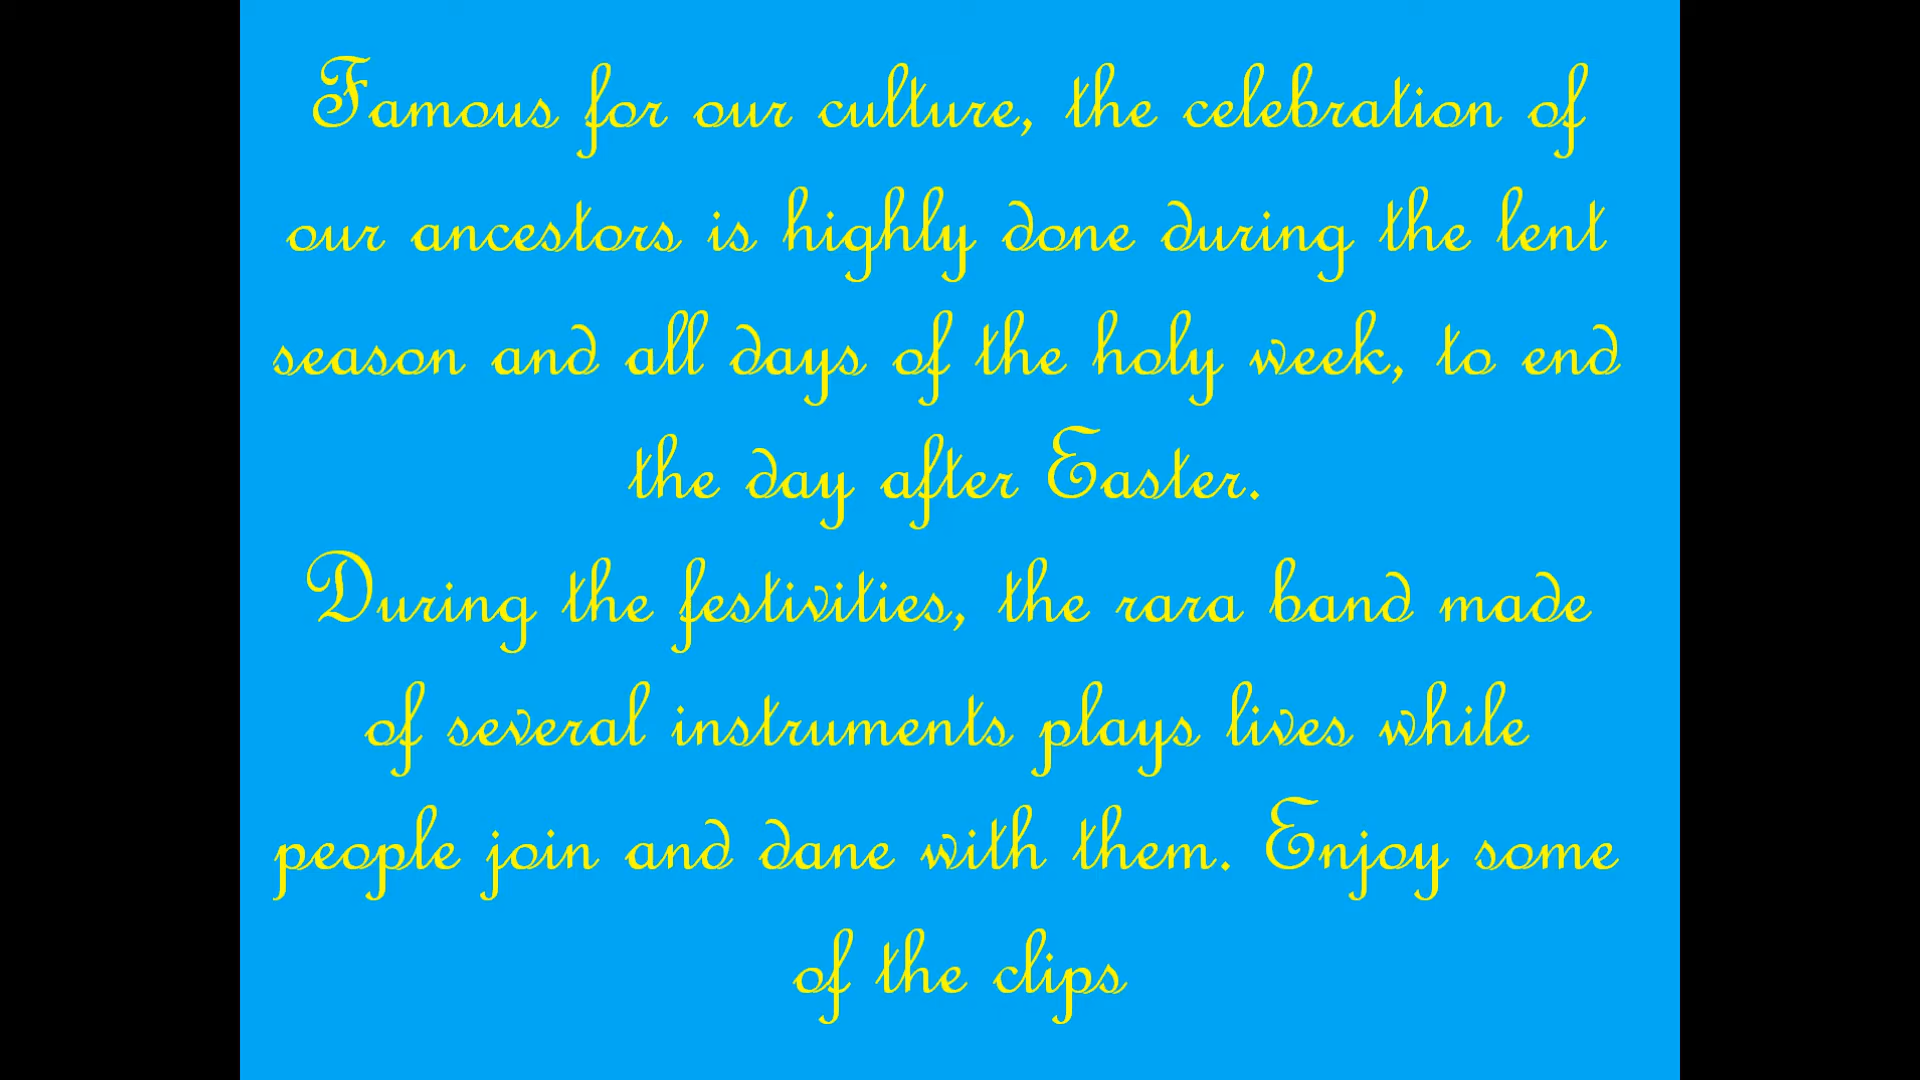 Famous for our culture, the celebration of
our ancestors is highly done during the lent
season and all days of the holy week, to end
the day after Easter.
During the festivities, the rara band made
of several instruments plays lives while
people join and dane with them. Enjoy some
of the clips